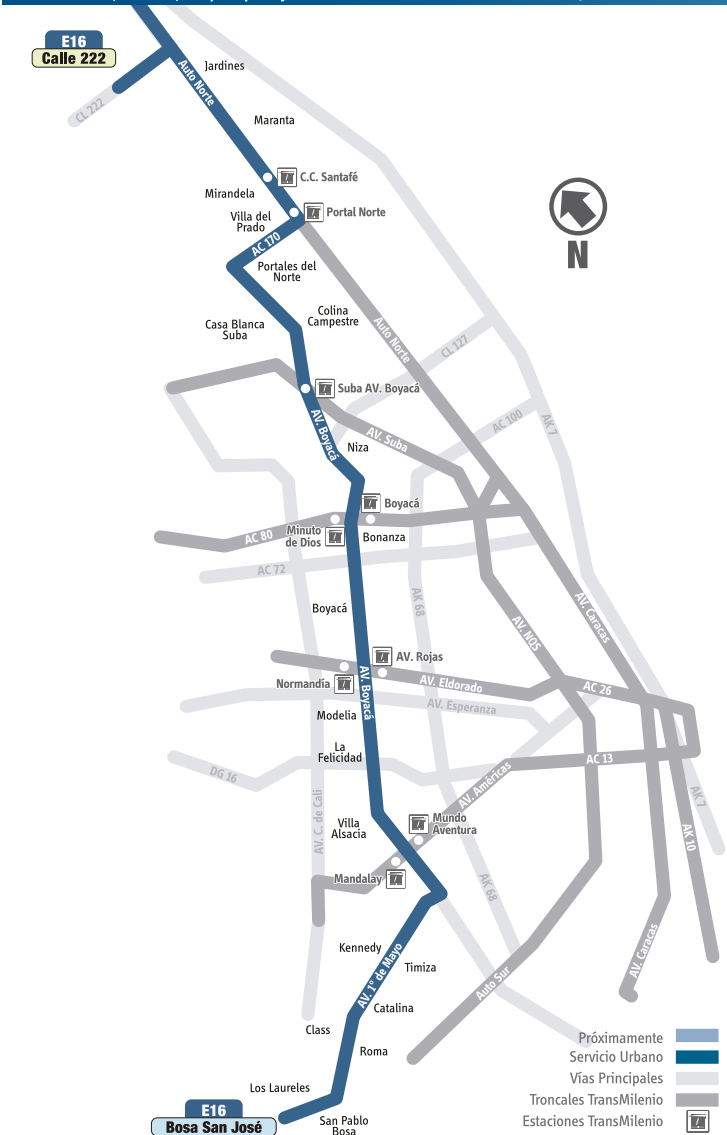 E16
Calle 222
Jardines
Auto Norte
CL 222
Maranta
C.C. Santafé
Mirandela
Villa del
Prado
Portal Norte
AC 170
Portales del
Norte
Colina
Campestre
Casa Blanca
Suba
Auto Norte
CL 127
N
Suba AV. Boyacá
AV. Boyacá
AV. Suba
AC 100
AK 7
Niza
Boyacá
AC 80
Minuto
de Dios
Bonanza
AC 72
Boyacá
AK 68
AV. NQS
AV. Caracas
AV. Rojas
Normandía
AV. Boyacá
AV. Eldorado
AC 26
AV. Esperanza
Modelia
La
Felicidad
DG 16
AC 13
AV. Américas
AV. C. de Cali
Villa
Alsacia
Mundo
Aventura
AK 7
AK 10
Mandalay
AK 68
Kennedy
AV. 1° de Mayo
Timiza
Auto Sur
AV. Caracas
Catalina
Class
Roma
Los Laureles
E16
Bosa San José
San Pablo
Bosa
Próximamente
Servicio Urbano
Vías Principales
Troncales TransMilenio
Estaciones TransMilenio